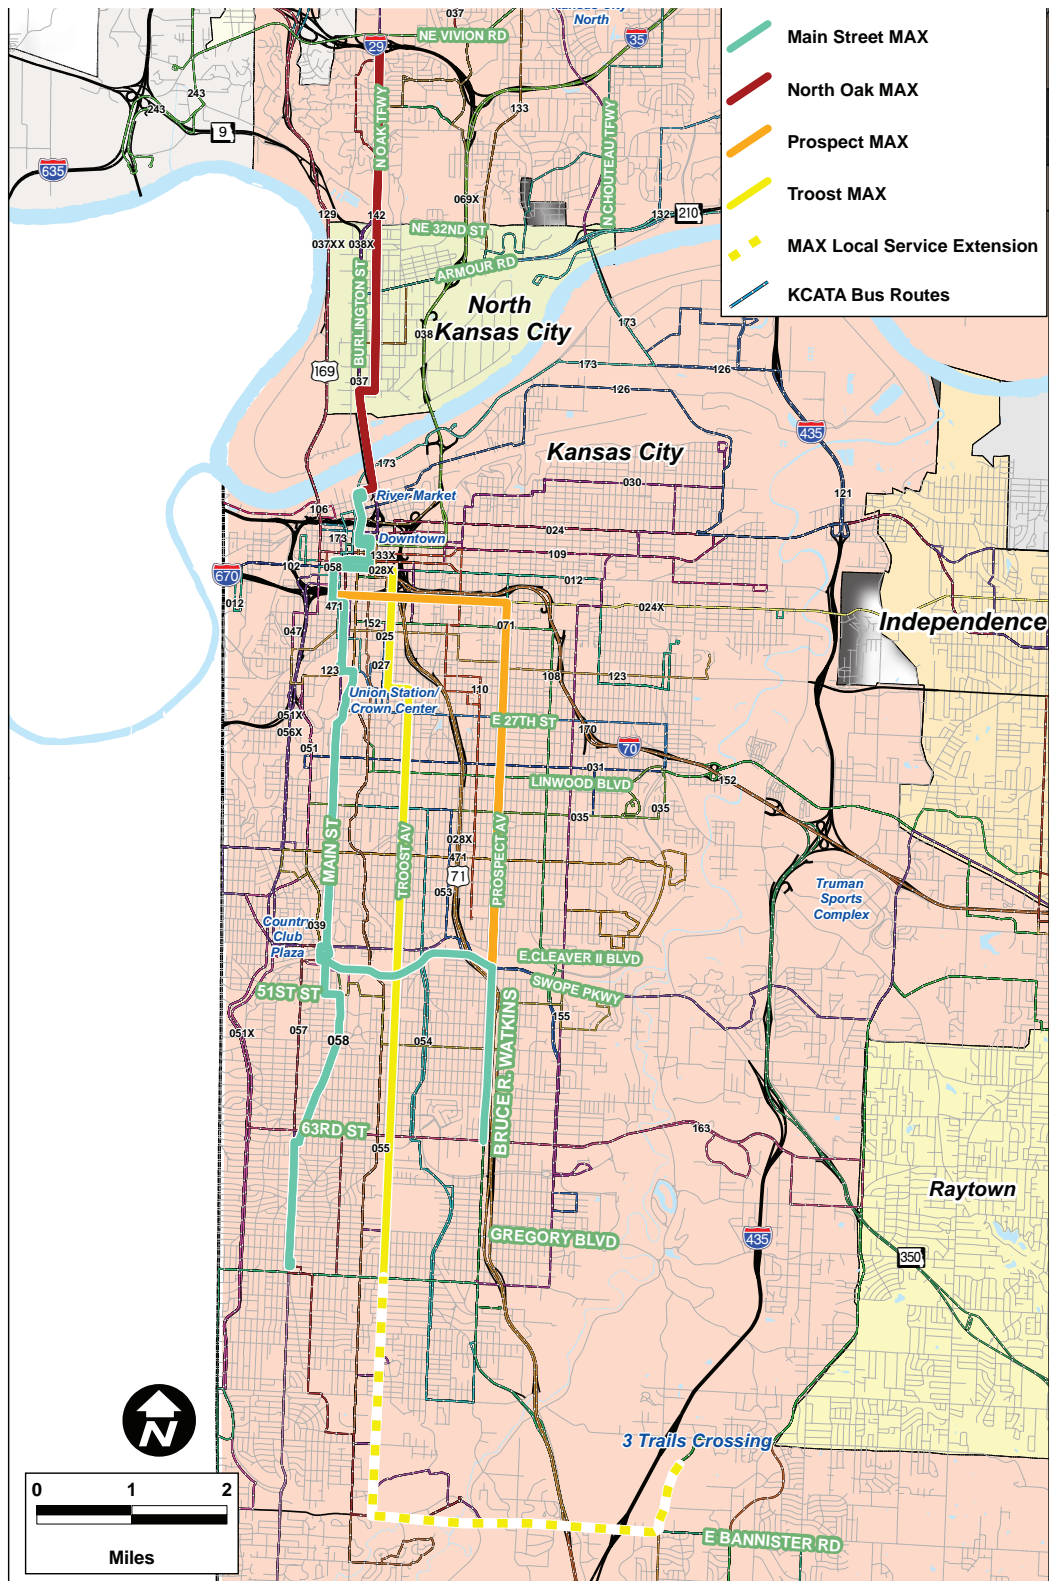 Kansas City
North
037
NE VIVION RD
29
35
243
243
133
9
N OAK TFWY
N CHOUTEAU TFWY
635
069X
129
142
132
210
NE 32ND ST
037XX
038X
ARMOUR RD
BURLINGTON ST
North
Kansas City
038
173
169
037
173
126
126
435
Kansas City
173
030
121
River Market
106
024
173
Downtown
133X
109
102
058
028X
012
670
012
471
024X
047
152
025
071
Independence
027
123
108
123
110
Union Station/
Crown Center
051X
056X
E 27TH ST
170
051
70
031
152
LINWOOD BLVD
035
035
MAIN ST
TROOST AV
PROSPECT AV
028X
471
71
053
Truman
Sports
Complex
039
Country
Club
Plaza
E.CLEAVER II BLVD
SWOPE PKWY
51ST ST
155
051X
057
058
054
BRUCE R. WATKINS
63RD ST
163
055
Raytown
GREGORY BLVD
435
350
3 Trails Crossing
E BANNISTER RD
Main Street MAX
North Oak MAX
Prospect MAX
Troost MAX
MAX Local Service Extension
KCATA Bus Routes
N
0 1 2
Miles